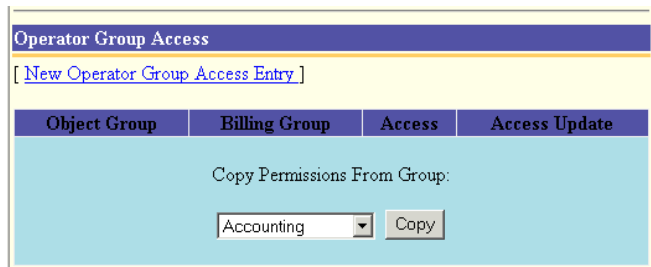 Operator Group Access
[ New Operator Group Access Entry ]
Object Group Billing Group Access Access Update
Copy Permissions From Group:
Accounting Copy